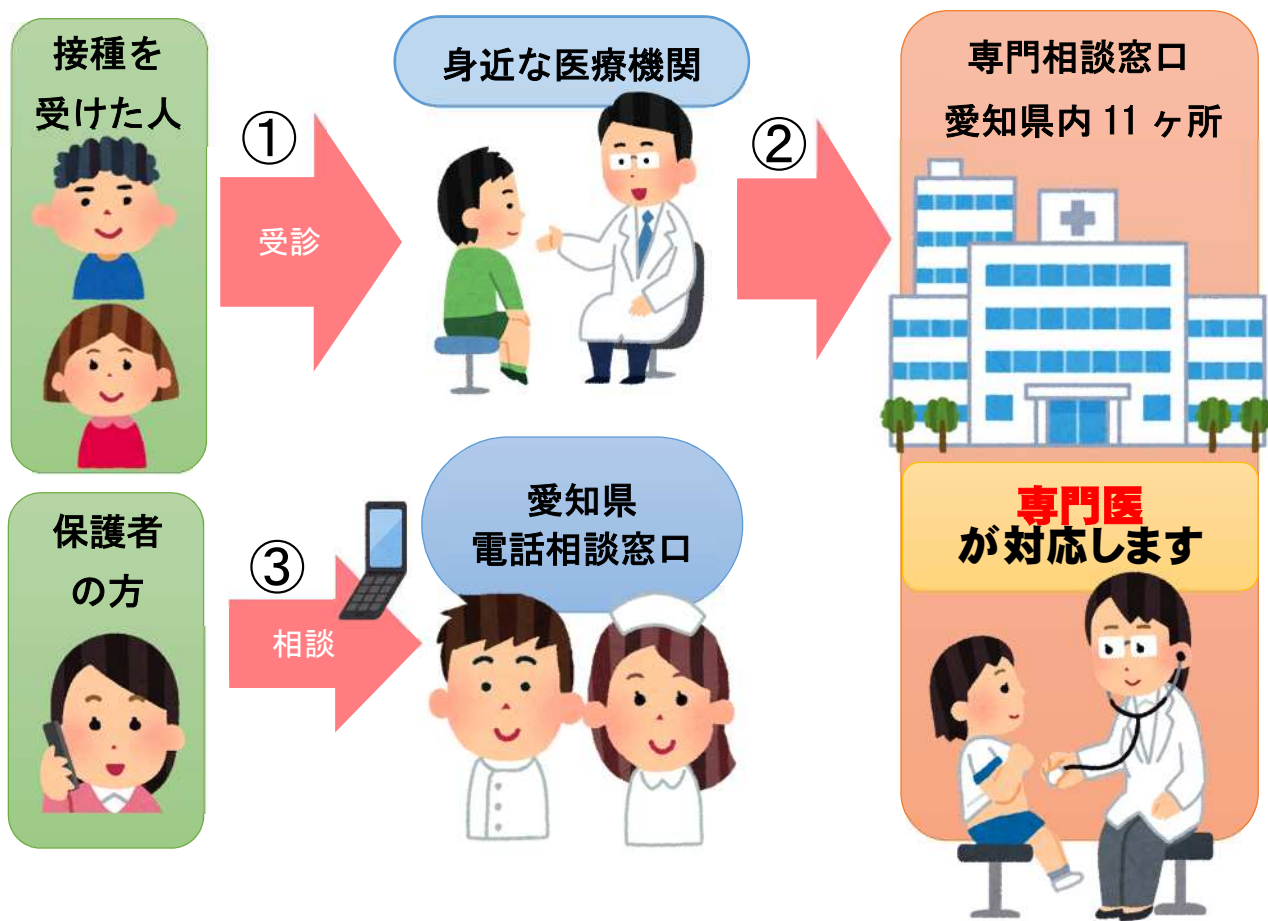 接種を
受けた人
①
受診
身近な医療機関
②
専門相談窓口
愛知県内 11 ヶ所
保護者
の方
③
相談
愛知県
電話相談窓口
専門医
が対応します